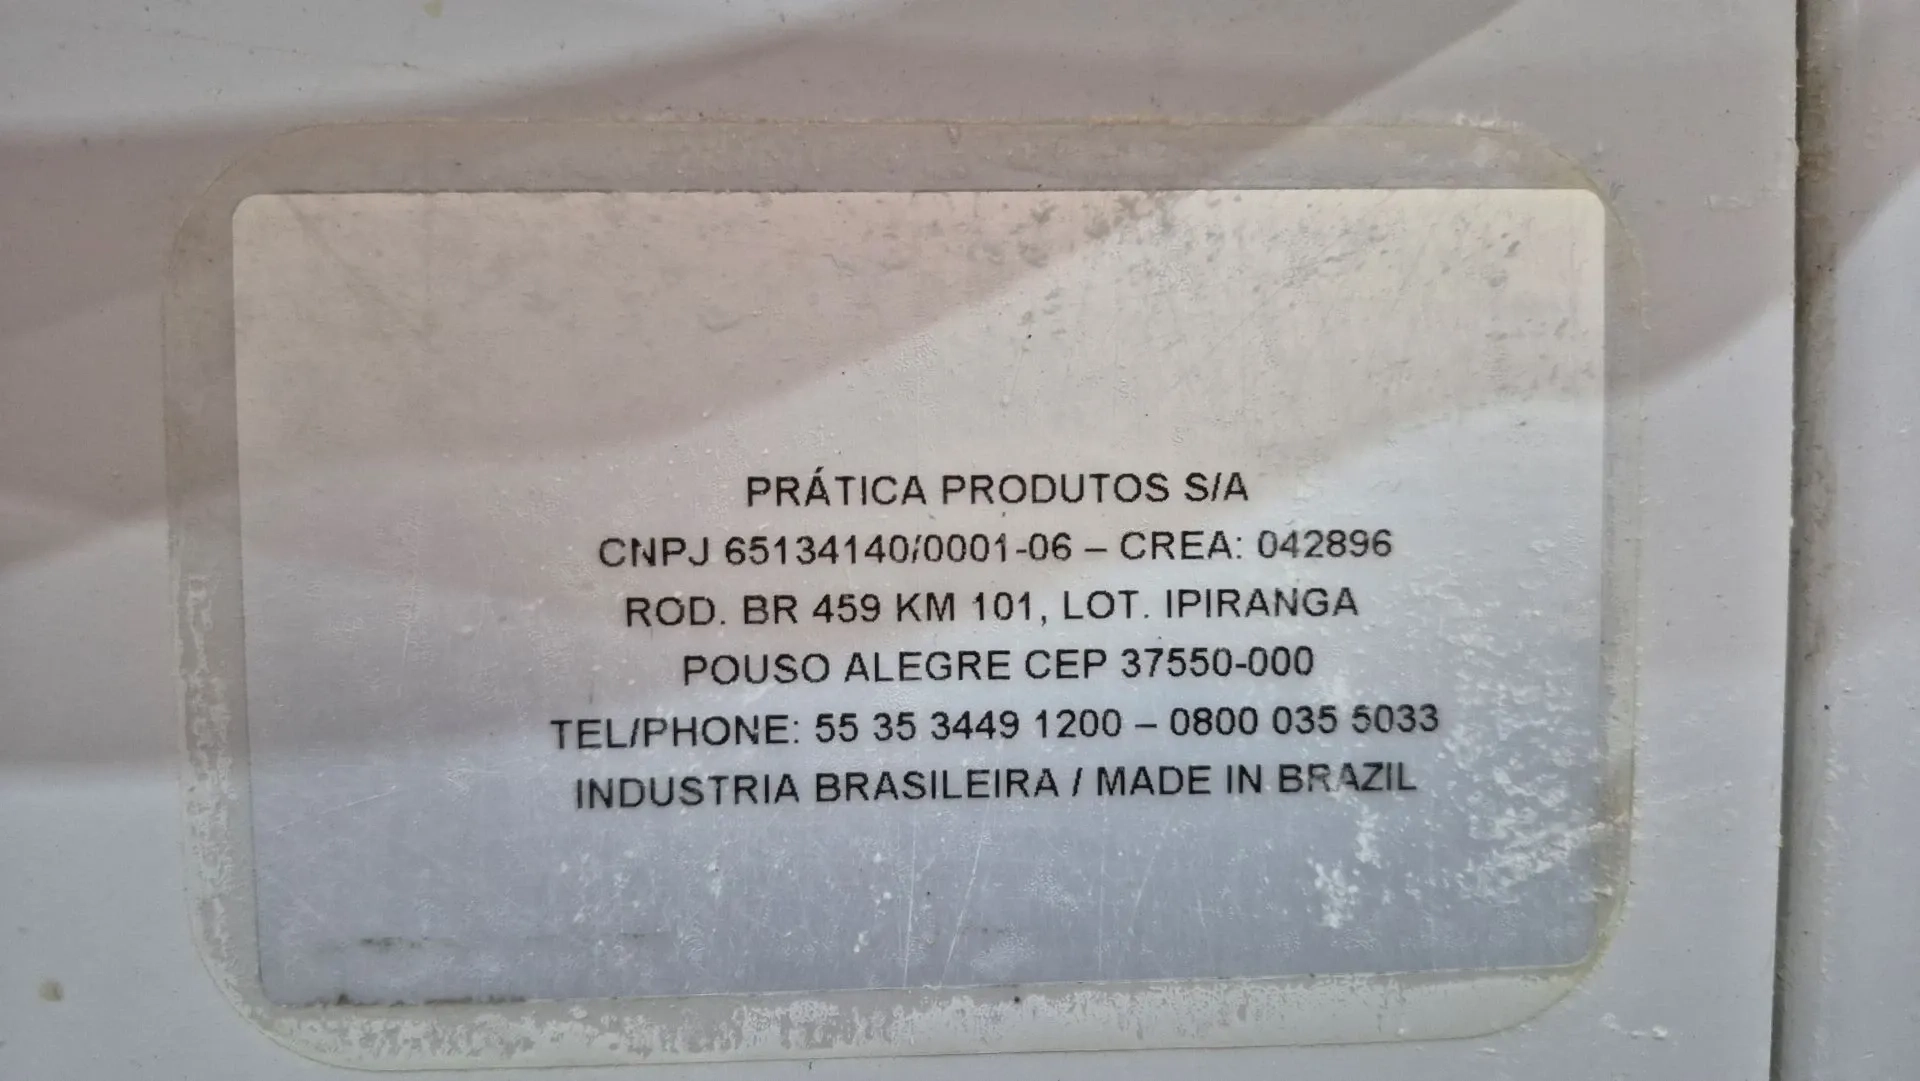 PRÁTICA PRODUTOS S/A
CNPJ 65134140/0001-06 – CREA: 042896
ROD. BR 459 KM 101, LOT. IPIRANGA
POUSO ALEGRE CEP 37550-000
TEL/PHONE: 55 35 3449 1200 – 0800 035 5033
INDUSTRIA BRASILEIRA / MADE IN BRAZIL